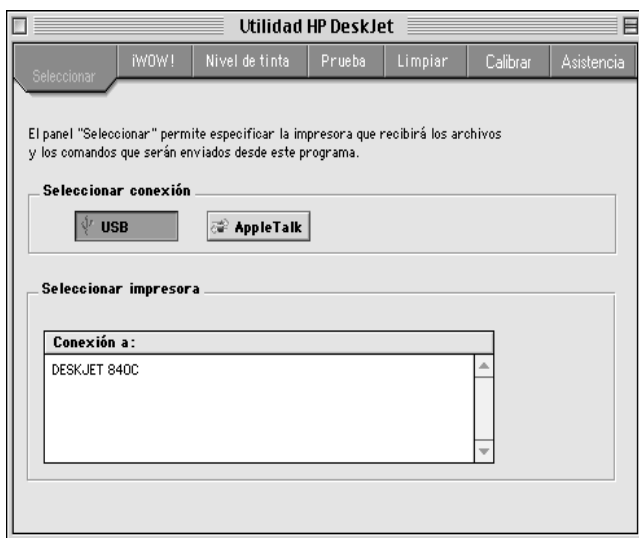 Utilidad HP DeskJet
Seleccionar
¡WOW!
Nivel de tinta
Prueba
Limpiar
Calibrar
Asistencia
El panel "Seleccionar" permite especificar la impresora que recibirá los archivos
y los comandos que serán enviados desde este programa.
Seleccionar conexión
USB
AppleTalk
Seleccionar impresora
Conexión a:
DESKJET 840C